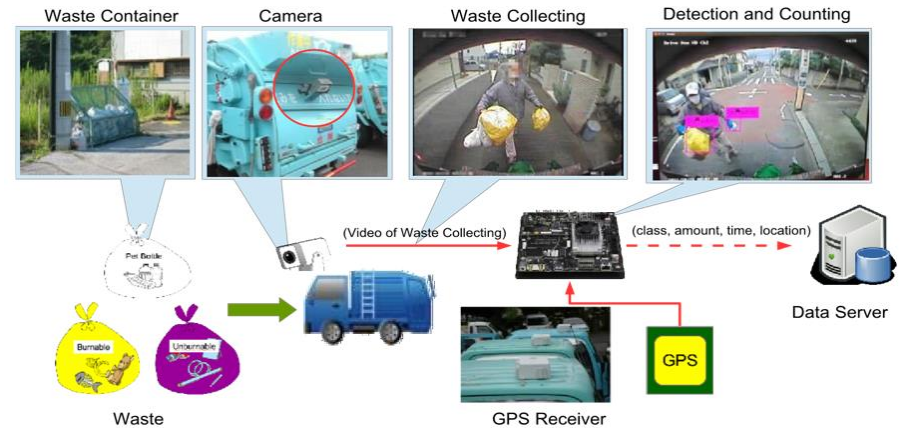 Waste Container
Camera
Waste Collecting
Detection and Counting
(Video of Waste Collecting)
(class, amount, time, location)
Pet Bottle
Burnable
Unburnable
GPS
Data Server
Waste
GPS Receiver